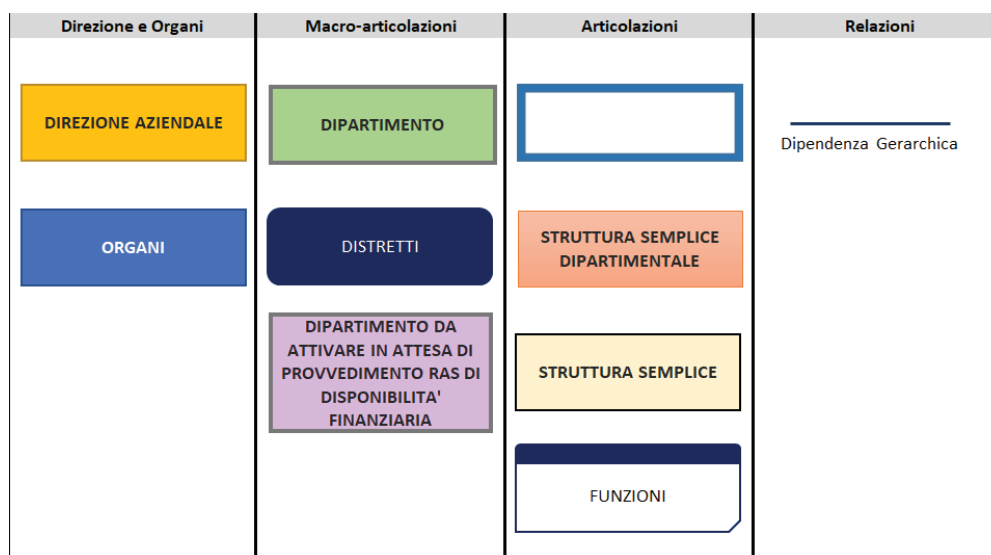 Direzione e Organi
Macro-articolazioni
Articolazioni
Relazioni
DIREZIONE AZIENDALE
DIPARTIMENTO
Dipendenza Gerarchica
ORGANI
DISTRETTI
STRUTTURA SEMPLICE
DIPARTIMENTALE
DIPARTIMENTO DA
ATTIVARE IN ATTESA DI
PROVVEDIMENTO RAS DI
DISPONIBILITA'
FINANZIARIA
STRUTTURA SEMPLICE
FUNZIONI